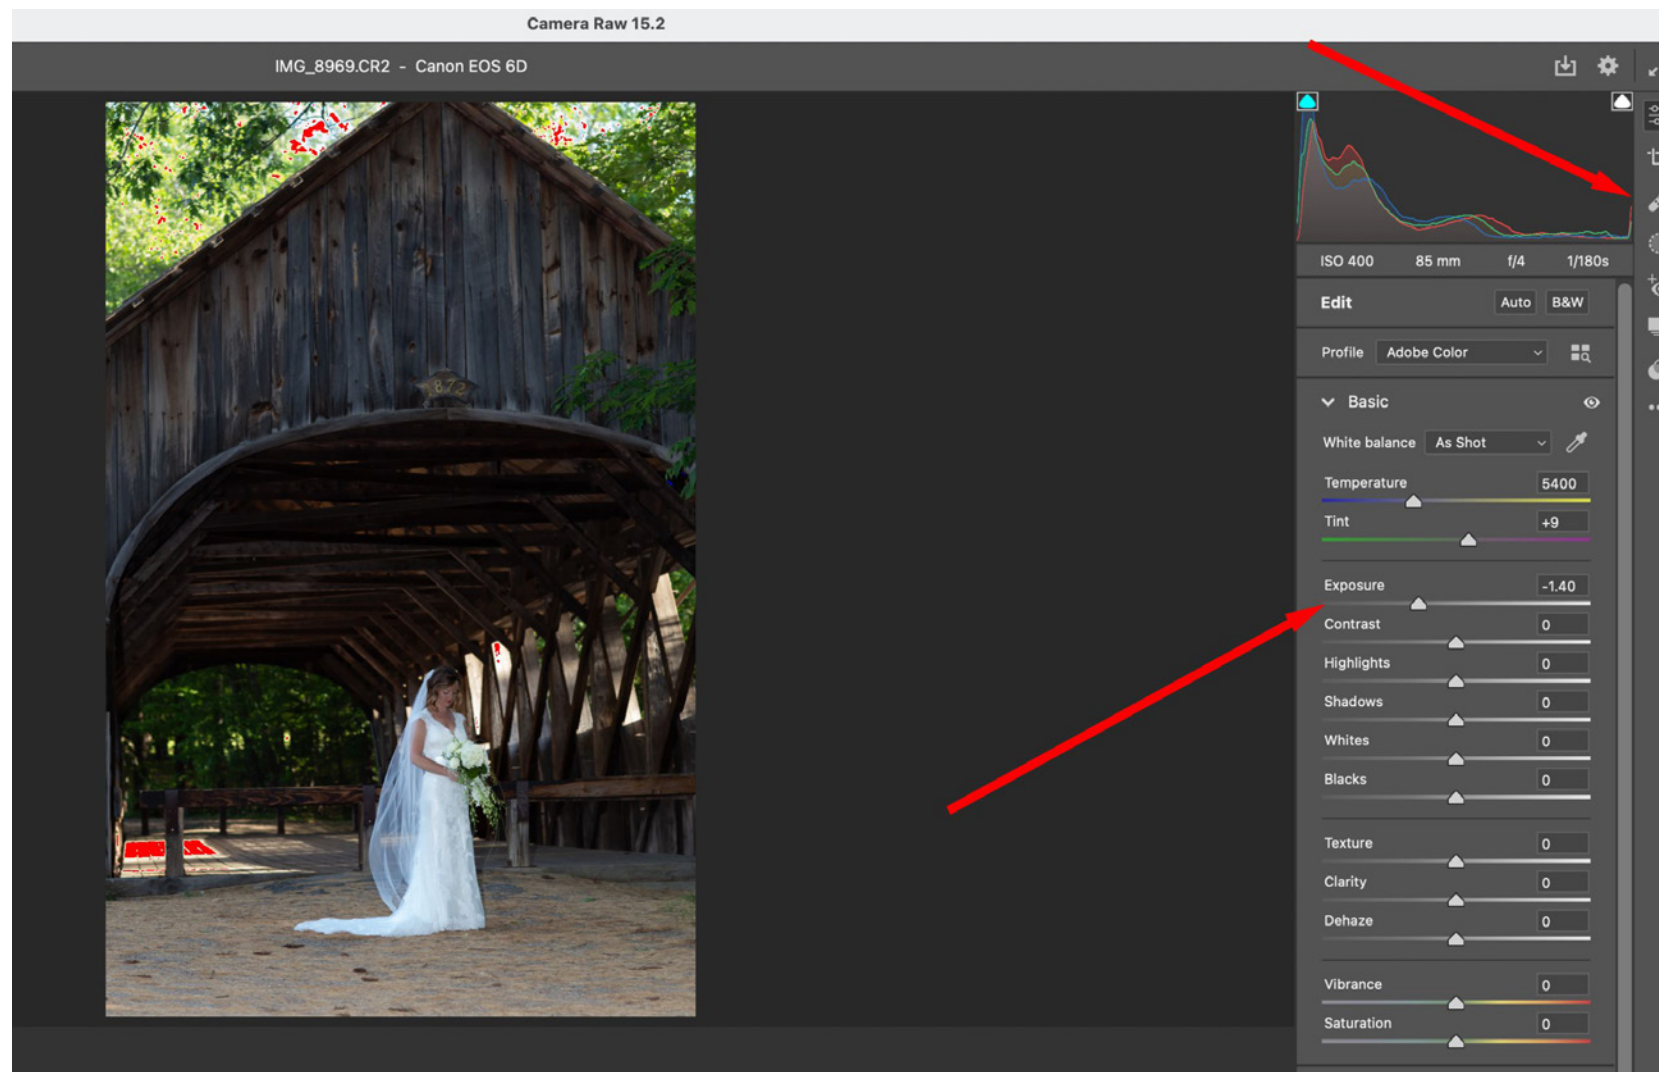 Camera Raw 15.2
IMG_8969.CR2 - Canon EOS 6D
872
ISO 400 85 mm f/4 1/180s
Edit Auto B&W
Profile Adobe Color
Basic
White balance As Shot
Temperature 5400
Tint +9
Exposure -1.40
Contrast 0
Highlights 0
Shadows 0
Whites 0
Blacks 0
Texture 0
Clarity 0
Dehaze 0
Vibrance 0
Saturation 0